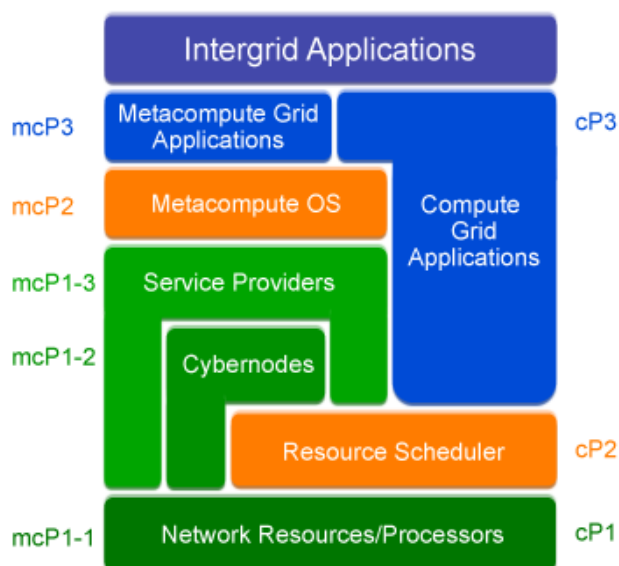 Intergrid Applications
mcP3
Metacompute Grid
Applications
cP3
mcP2
Metacompute OS
Compute
Grid
Applications
mcP1-3
Service Providers
mcP1-2
Cybernodes
Resource Scheduler
cP2
mcP1-1
Network Resources/Processors
cP1